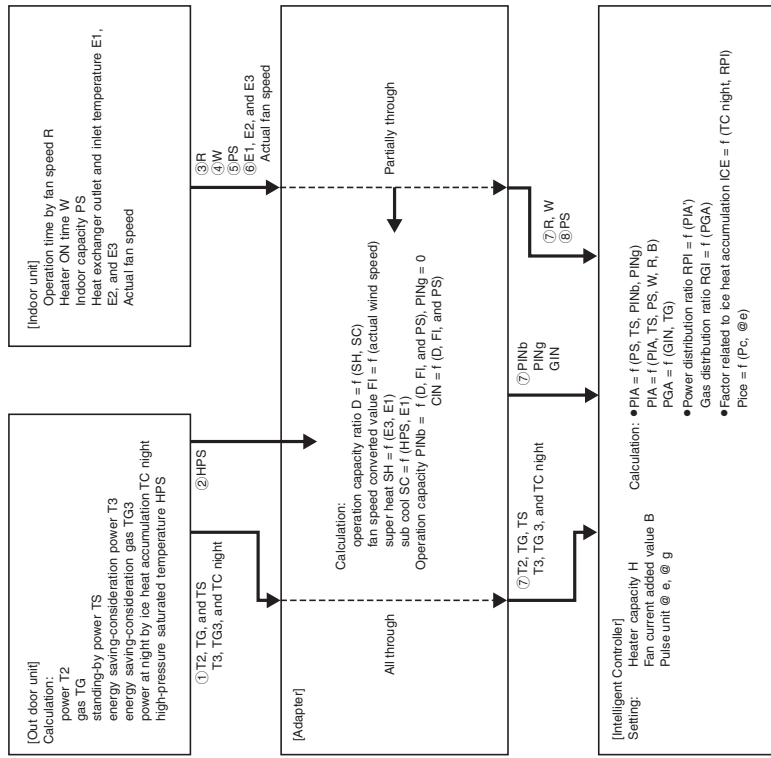 [Out door unit]
Calculation:
power T2
gas TG
standing-by power TS
energy saving-consideration power T3
energy saving-consideration gas TG3
power at night by ice heat accumulation TC night
high-pressure saturated temperature HPS
[Indoor unit]
Operation time by fan speed R
Heater ON time W
Indoor capacity PS
Heat exchanger outlet and inlet temperature E1,
E2, and E3
Actual fan speed
①T2, TG, and TS
T3, TG3, and TC night
②HPS
③R
④W
⑤PS
⑥E1, E2, and E3
Actual fan speed
[Adapter]
All through
Calculation:
operation capacity ratio D = f (SH, SC)
fan speed converted value FI = f (actual wind speed)
super heat SH = f (E3, E1)
sub cool SC = f (HPS, E1)
Operation capacity PINb = f (D, FI, and PS), PINg = 0
CIN = f (D, FI, and PS)
Partially through
⑦T2, TG, TS
T3, TG 3, and TC night
⑦PINb
PINg
GIN
⑦R, W
⑧PS
[Intelligent Controller]
Setting: Heater capacity H
Fan current added value B
Pulse unit @ e, @ g
Calculation: ●PIA = f (PS, TS, PINb, PINg)
PIA = f (PIA, TS, PS, W, R, B)
PGA = f (GIN, TG)
●Power distribution ratio RPI = f (PIA')
Gas distribution ratio RGI = f (PGA)
●Factor related to ice heat accumulation ICE = f (TC night, RPI)
Pice = f (Pc, @e)